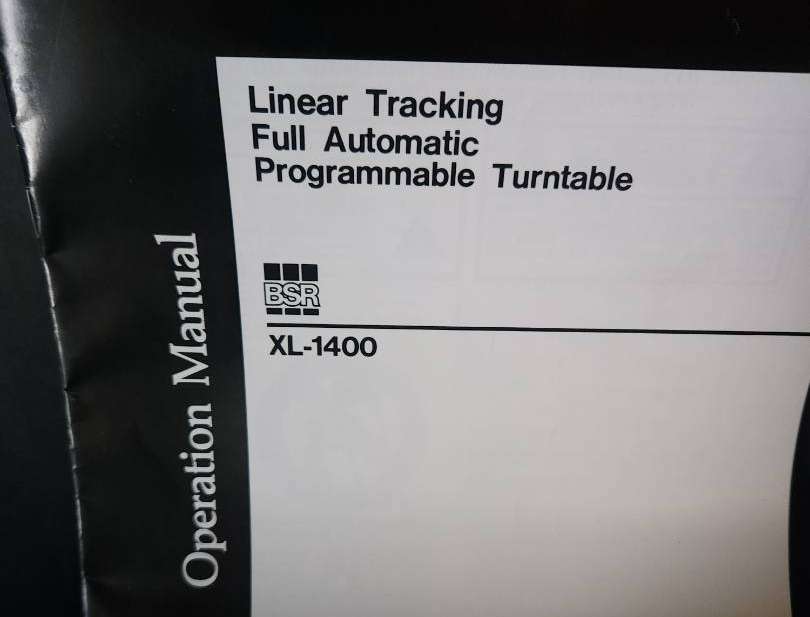 Linear Tracking
Full Automatic
Programmable Turntable
BSR
XL-1400
Operation Manual